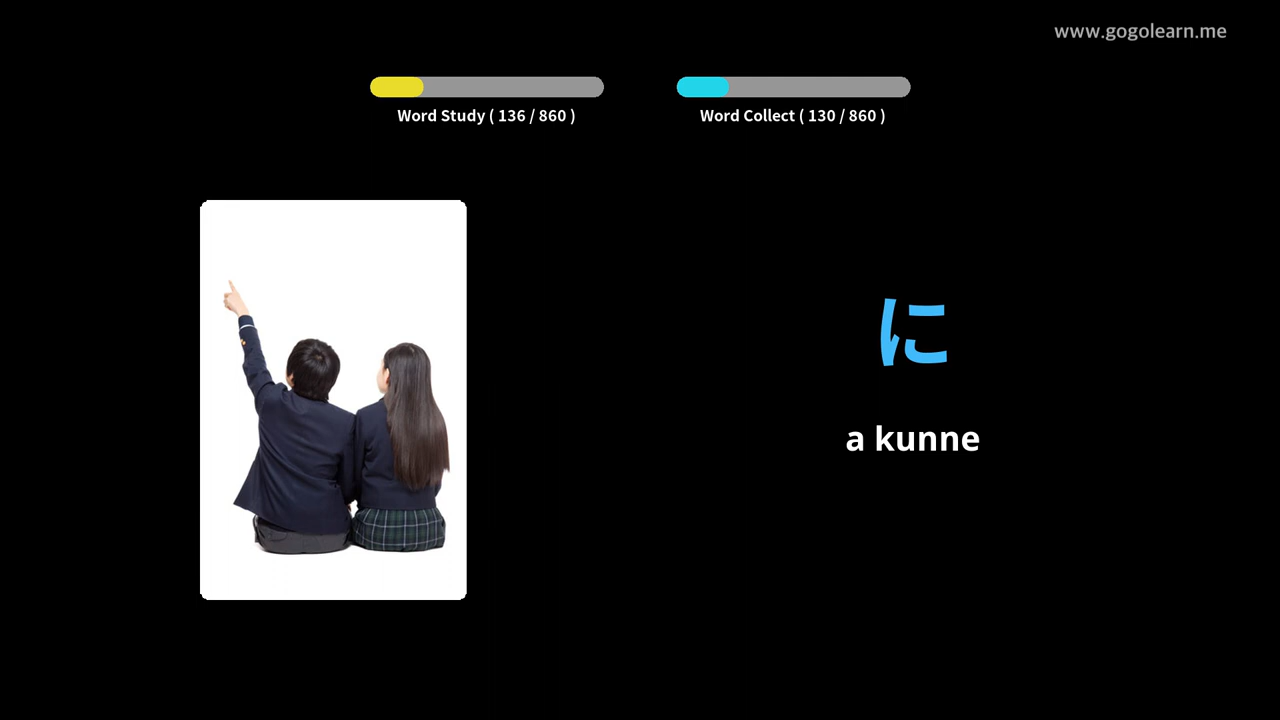 www.gogolearn.me
Word Study ( 136 / 860 )
Word Collect ( 130 / 860 )
に
a kunne